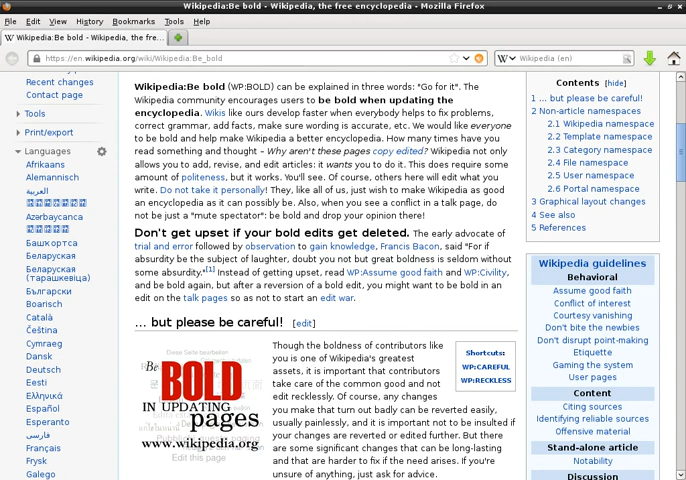 Wikipedia:Be bold - Wikipedia, the free encyclopedia - Mozilla Firefox
File Edit View History Bookmarks Tools Help
Wikipedia:Be bold - Wikipedia, the fre...
https://en.wikipedia.org/wiki/Wikipedia:Be_bold
Wikipedia (en)
Recent changes
Contact page
Tools
Print/export
Languages
Afrikaans
Alemannisch
العربية
Azərbaycanca
Башҡортса
Беларуская
Беларуская
(тарашкевіца)
Български
Boarisch
Català
Čeština
Cymraeg
Dansk
Deutsch
Eesti
Ελληνικά
Español
Esperanto
فارسی
Français
Frysk
Galego
Wikipedia:Be bold (WP:BOLD) can be explained in three words: "Go for it". The
Wikipedia community encourages users to be bold when updating the
encyclopedia. Wikis like ours develop faster when everybody helps to fix problems,
correct grammar, add facts, make sure wording is accurate, etc. We would like everyone
to be bold and help make Wikipedia a better encyclopedia. How many times have you
read something and thought – Why aren't these pages copy edited? Wikipedia not only
allows you to add, revise, and edit articles: it wants you to do it. This does require some
amount of politeness, but it works. You'll see. Of course, others here will edit what you
write. Do not take it personally! They, like all of us, just wish to make Wikipedia as good
an encyclopedia as it can possibly be. Also, when you see a conflict in a talk page, do
not be just a "mute spectator": be bold and drop your opinion there!
Don't get upset if your bold edits get deleted. The early advocate of
trial and error followed by observation to gain knowledge, Francis Bacon, said "For if
absurdity be the subject of laughter, doubt you not but great boldness is seldom without
some absurdity."[1] Instead of getting upset, read WP:Assume good faith and WP:Civility,
and be bold again, but after a reversion of a bold edit, you might want to be bold in an
edit on the talk pages so as not to start an edit war.
... but please be careful! [edit]
Diese Seite bearbeiten
Be BOLD
IN UPDATING
pages
www.wikipedia.org
Edit this page
Though the boldness of contributors like
you is one of Wikipedia's greatest
assets, it is important that contributors
take care of the common good and not
edit recklessly. Of course, any changes
you make that turn out badly can be reverted easily,
usually painlessly, and it is important not to be insulted if
your changes are reverted or edited further. But there
are some significant changes that can be long-lasting
and that are harder to fix if the need arises. If you're
unsure of anything, just ask for advice.
Shortcuts:
WP:CAREFUL
WP:RECKLESS
Contents [hide]
1 ... but please be careful!
2 Non-article namespaces
2.1 Wikipedia namespace
2.2 Template namespace
2.3 Category namespace
2.4 File namespace
2.5 User namespace
2.6 Portal namespace
3 Graphical layout changes
4 See also
5 References
Wikipedia guidelines
Behavioral
Assume good faith
Conflict of interest
Courtesy vanishing
Don't bite the newbies
Don't disrupt point-making
Etiquette
Gaming the system
User pages
Content
Citing sources
Identifying reliable sources
Offensive material
Stand-alone article
Notability
Discussion